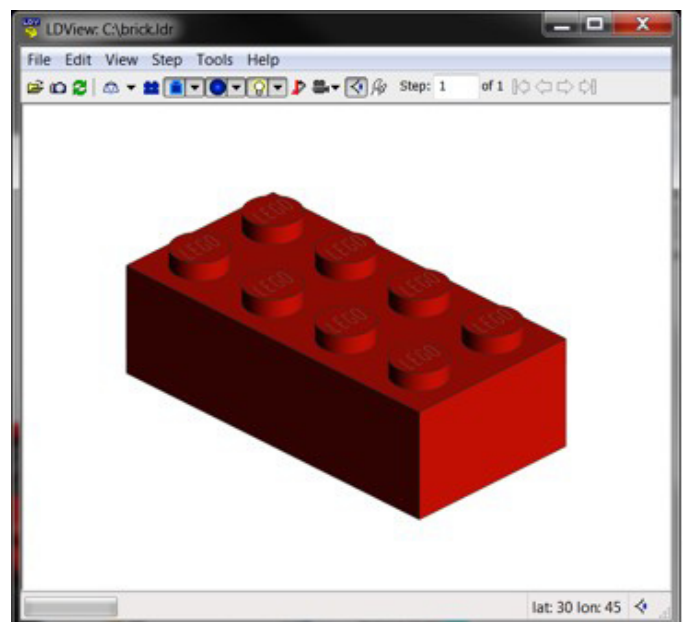 LDView: C:\brick.ldr
File Edit View Step Tools Help
Step: 1 of 1
LEGO
LEGO LEGO
LEGO LEGO
LEGO LEGO
LEGO
lat: 30 lon: 45